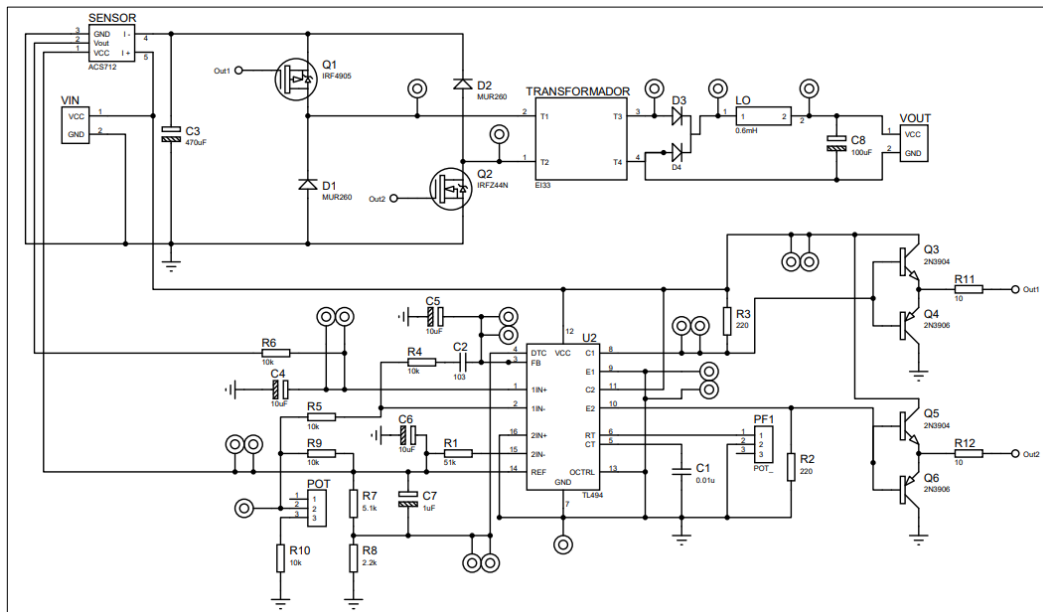 SENSOR
3 GND I - 4
2 Vout
1 VCC I + 5
ACS712
VIN
VCC 1
GND 2
C3
470uF
Out1
Q1
IRF4905
D2
MUR260
D1
MUR260
Out2
Q2
IRFZ44N
TRANSFORMADOR
2 T1 T3 3
1 T2 T4 4
EI33
D3
D4
LO
1 2 2
0.6mH
C8
100uF
VOUT
1 VCC
2 GND
Q3
2N3904
R11
10
Out1
Q4
2N3906
R3
220
Q5
2N3904
R12
10
Out2
Q6
2N3906
C5
10uF
R6
10k
R4
10k
C2
103
C4
10uF
R5
10k
C6
10uF
R9
10k
R1
51k
U2
12
4 DTC VCC C1 8
3 FB
E1 9
1 1IN+ C2 11
2 1IN- E2 10
16 2IN+ RT 6
CT 5
15 2IN-
14 REF OCTRL 13
GND
TL494
7
PF1
1 1
2 2
3 3
POT_
C1
0.01u
R2
220
POT
1 1
2 2
3 3
R7
5.1k
C7
1uF
R10
10k
R8
2.2k